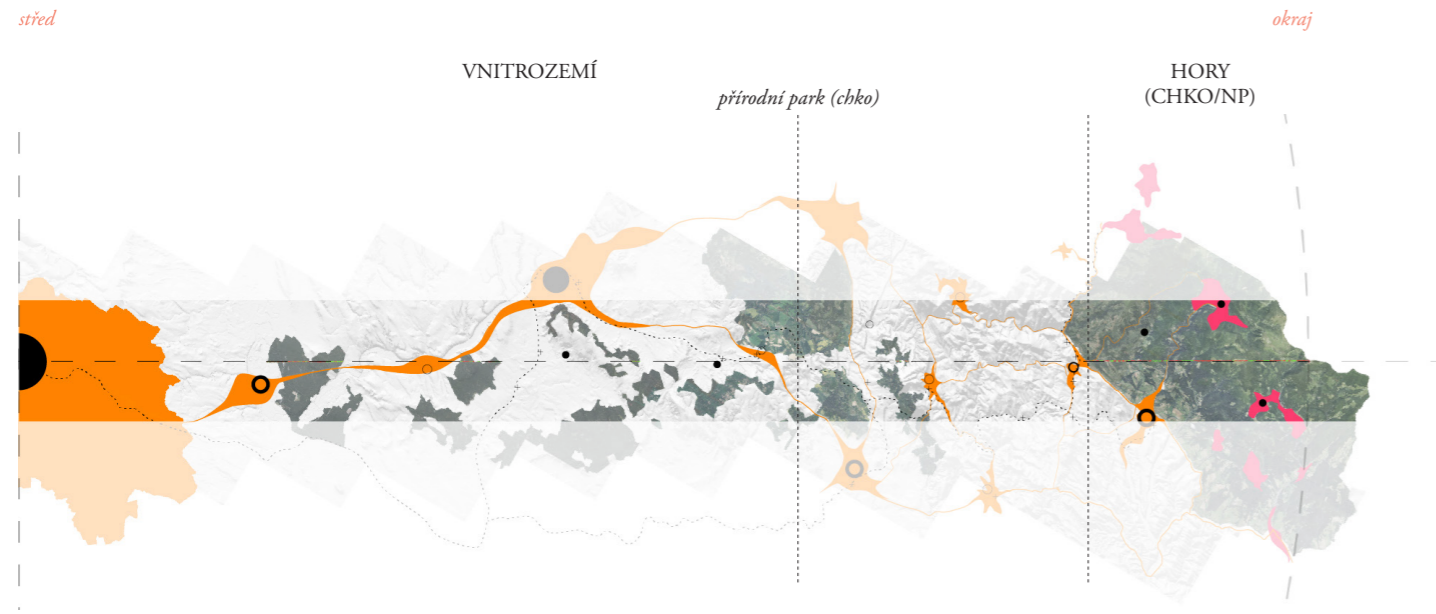 střed
okraj
VNITROZEMÍ
HORY
(CHKO/NP)
přírodní park (chko)